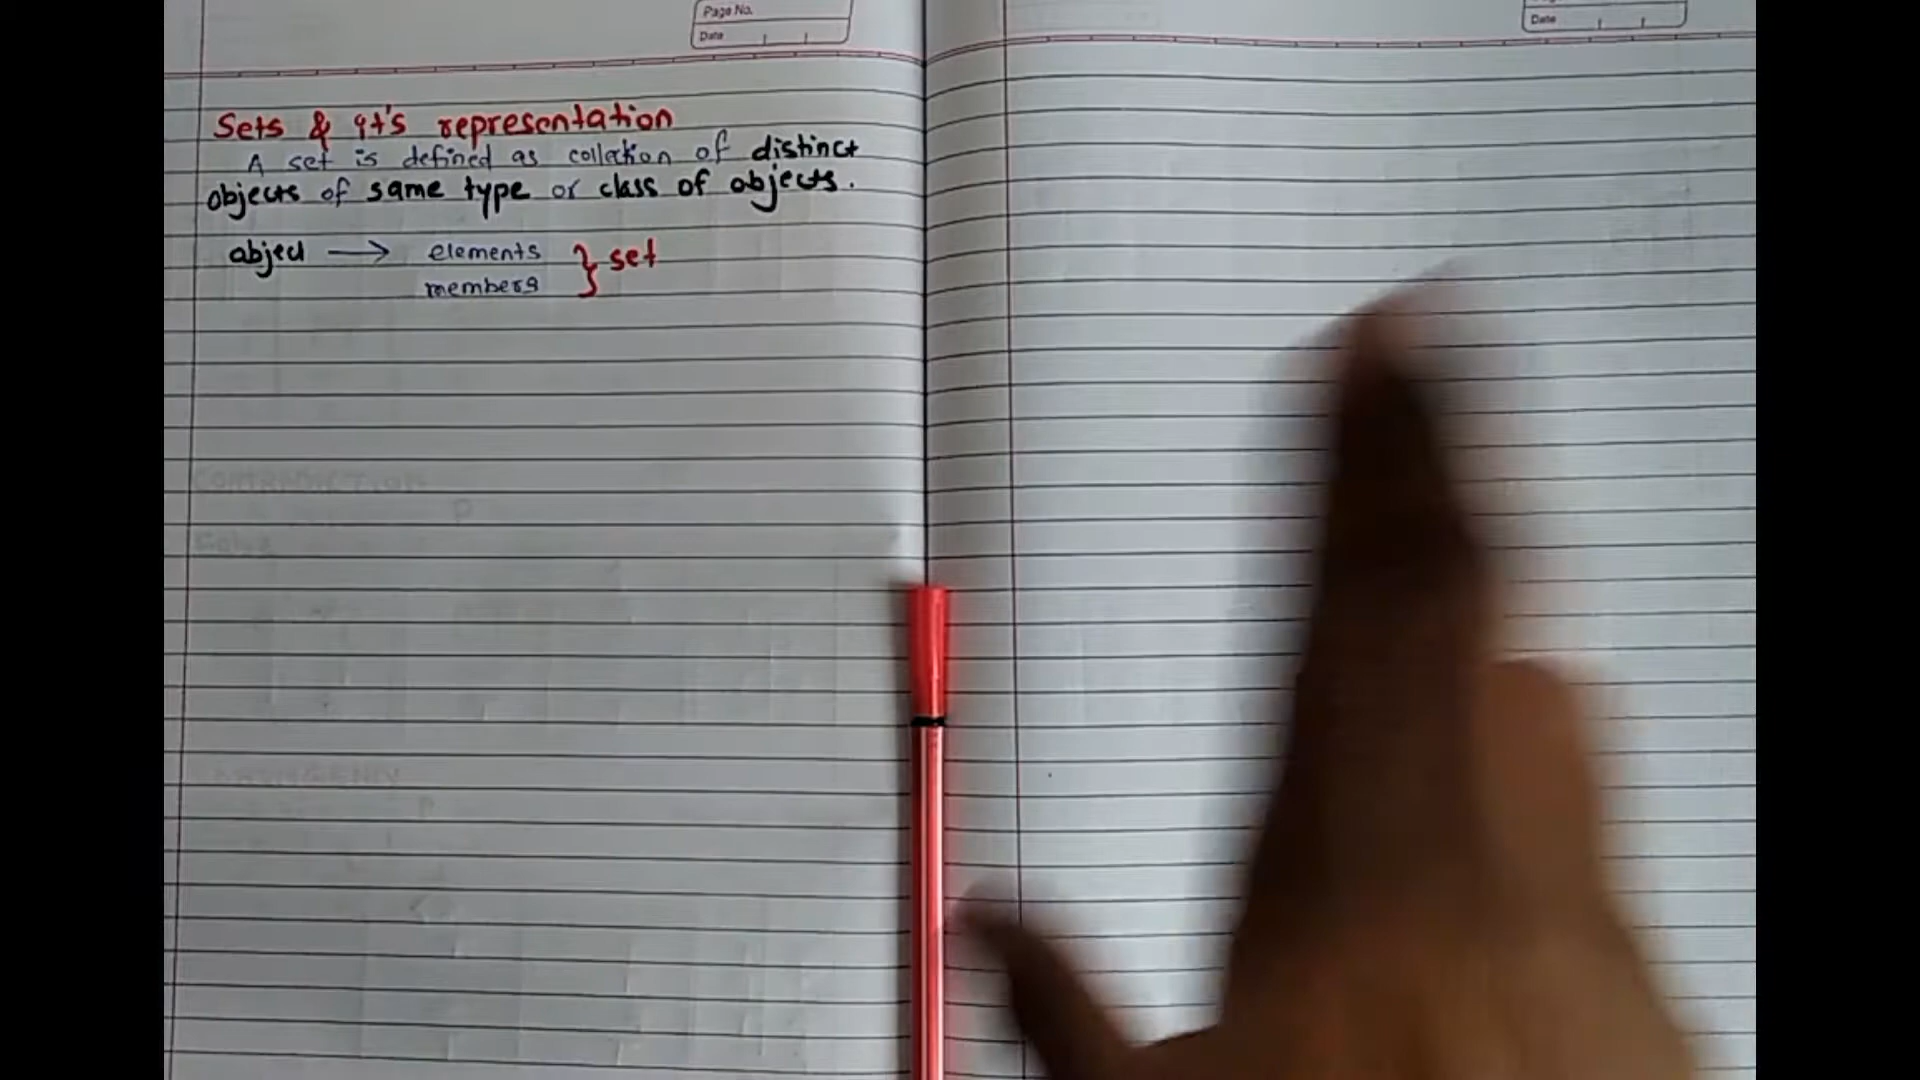 Page No.
Date
Date
Sets & It's representation
A set is defined as collection of distinct
objects of same type or class of objects.
object → elements } set
members
CONTRADICTION
P